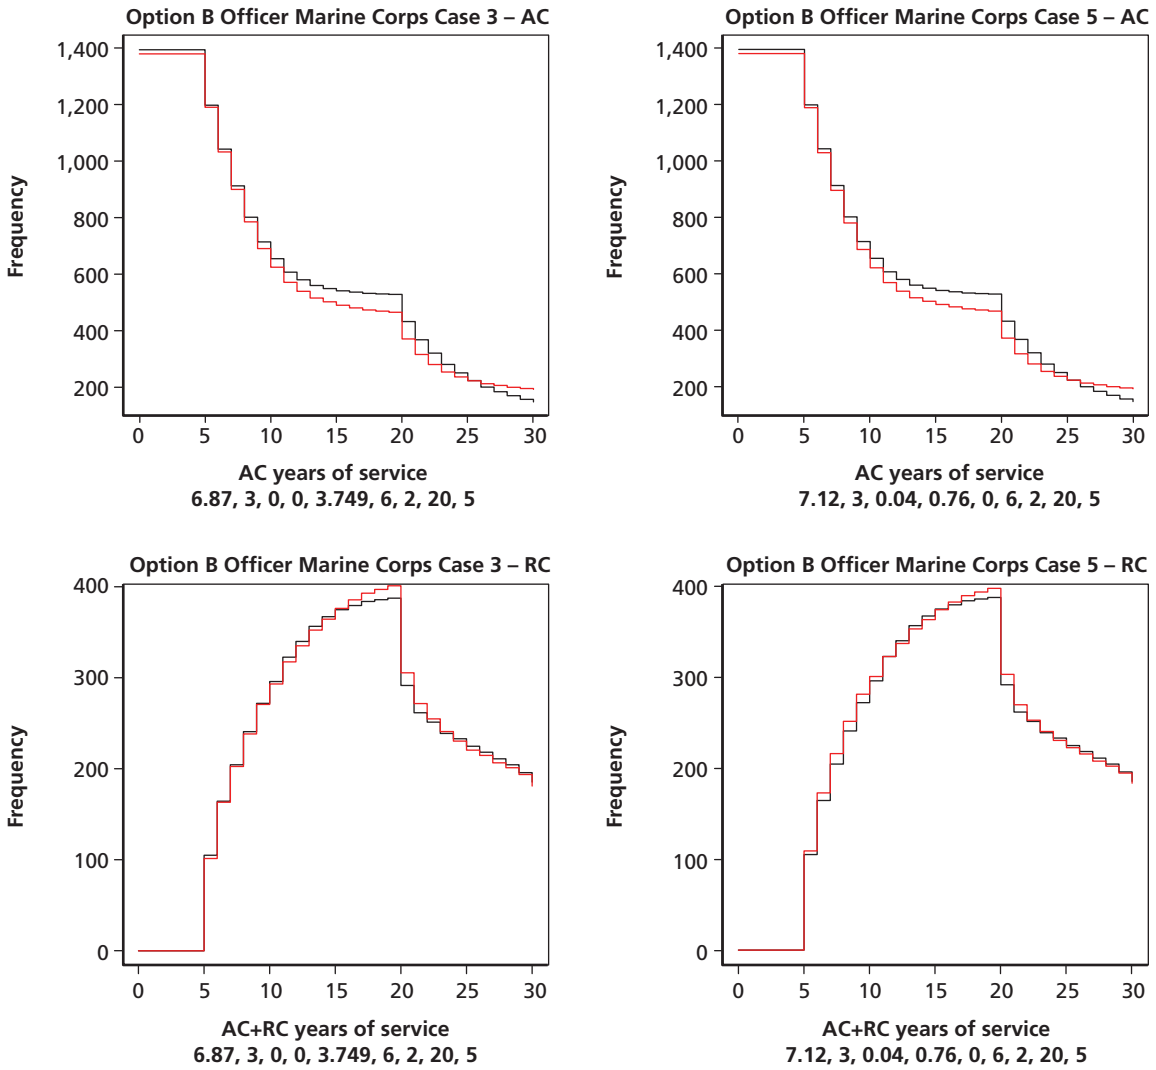 Option B Officer Marine Corps Case 3 – AC
Frequency
1,400
1,200
1,000
800
600
400
200
0 5 10 15 20 25 30
AC years of service
6.87, 3, 0, 0, 3.749, 6, 2, 20, 5
Option B Officer Marine Corps Case 5 – AC
Frequency
1,400
1,200
1,000
800
600
400
200
0 5 10 15 20 25 30
AC years of service
7.12, 3, 0.04, 0.76, 0, 6, 2, 20, 5
Option B Officer Marine Corps Case 3 – RC
Frequency
400
300
200
100
0
0 5 10 15 20 25 30
AC+RC years of service
6.87, 3, 0, 0, 3.749, 6, 2, 20, 5
Option B Officer Marine Corps Case 5 – RC
Frequency
400
300
200
100
0
0 5 10 15 20 25 30
AC+RC years of service
7.12, 3, 0.04, 0.76, 0, 6, 2, 20, 5